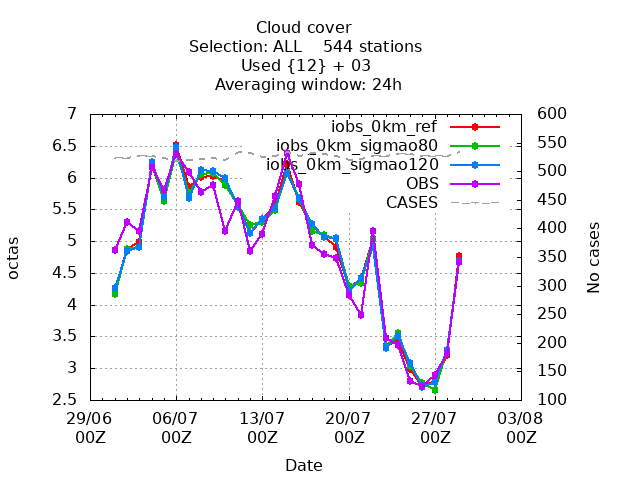 Cloud cover
Selection: ALL    544 stations
Used {12} + 03
Averaging window: 24h
7
6.5
6
5.5
5
4.5
4
3.5
3
2.5
octas
600
550
500
450
400
350
300
250
200
150
100
No cases
iobs_0km_ref
iobs_0km_sigmao80
iobs_0km_sigmao120
OBS
CASES
29/06 06/07 13/07 20/07 27/07 03/08
00Z 00Z 00Z 00Z 00Z 00Z
Date